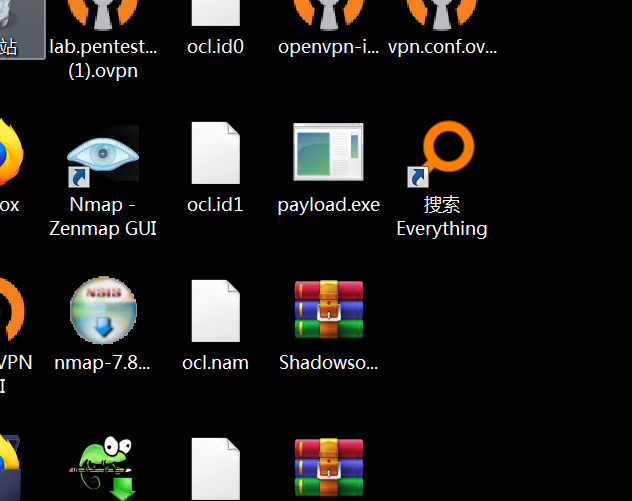 站
lab.pentest...
(1).ovpn
ocl.id0
openvpn-i...
vpn.conf.ov...
ox
Nmap -
Zenmap GUI
ocl.id1
payload.exe
搜索
Everything
VPN
I
NSIS
nmap-7.8...
ocl.nam
Shadowso...